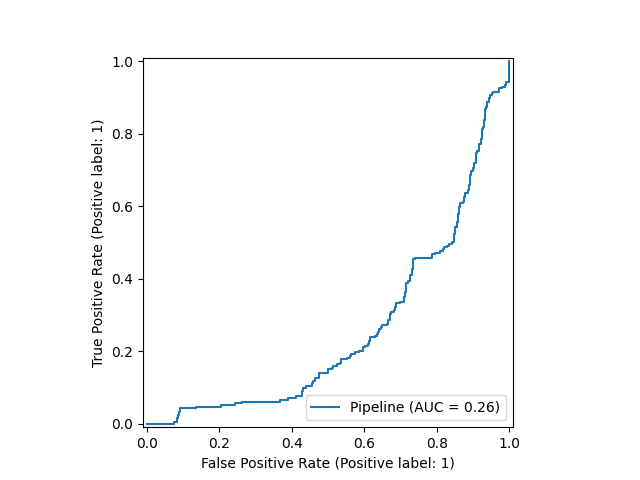 1.0
0.8
0.6
0.4
0.2
0.0
True Positive Rate (Positive label: 1)
Pipeline (AUC = 0.26)
0.0 0.2 0.4 0.6 0.8 1.0
False Positive Rate (Positive label: 1)